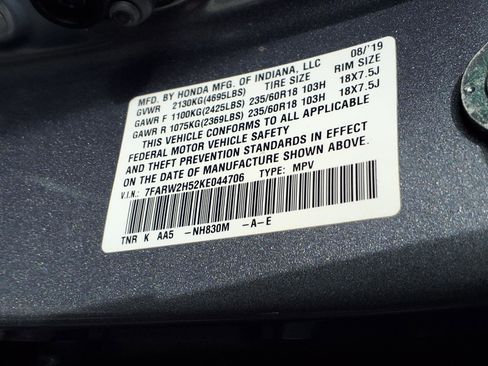 MFD. BY HONDA MFG. OF INDIANA, LLC 08/'19
GVWR 2130KG(4695LBS) TIRE SIZE RIM SIZE
GAWR F 1100KG(2425LBS) 235/60R18 103H 18X7.5J
GAWR R 1075KG(2369LBS) 235/60R18 103H 18X7.5J
THIS VEHICLE CONFORMS TO ALL APPLICABLE
FEDERAL MOTOR VEHICLE SAFETY
AND THEFT PREVENTION STANDARDS IN EFFECT
ON THE DATE OF MANUFACTURE SHOWN ABOVE.
V.I.N.: 7FARW2H52KE044706 TYPE: MPV
TNR K AA5 -NH830M -A-E